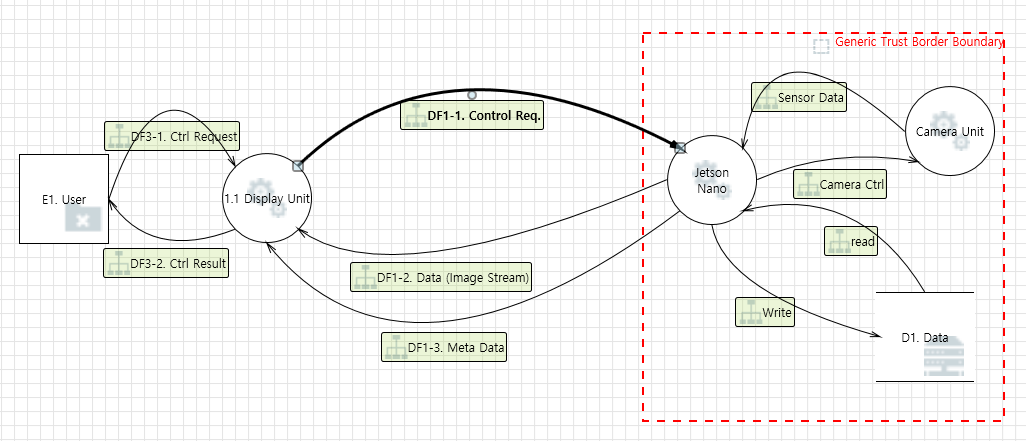 Generic Trust Border Boundary
Sensor Data
DF1-1. Control Req.
DF3-1. Ctrl Request
Camera Unit
Jetson
Nano
Camera Ctrl
E1. User
1.1 Display Unit
read
DF3-2. Ctrl Result
DF1-2. Data (Image Stream)
Write
D1. Data
DF1-3. Meta Data